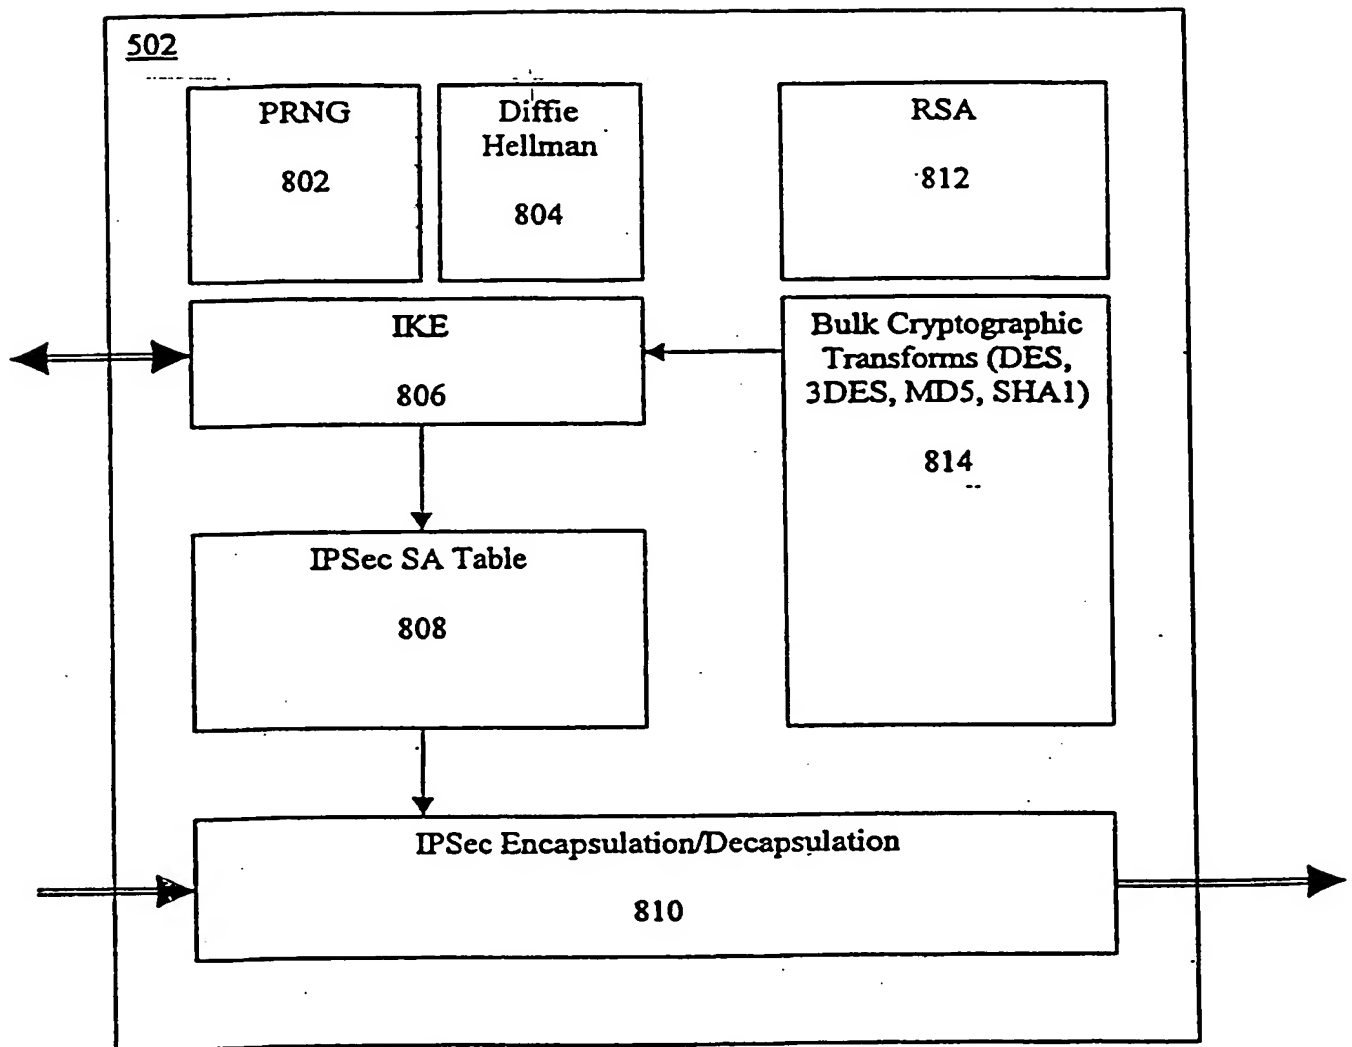 502
PRNG
802
Diffie
Hellman
804
RSA
812
IKE
806
Bulk Cryptographic
Transforms (DES,
3DES, MD5, SHA1)
814
IPSec SA Table
808
IPSec Encapsulation/Decapsulation
810